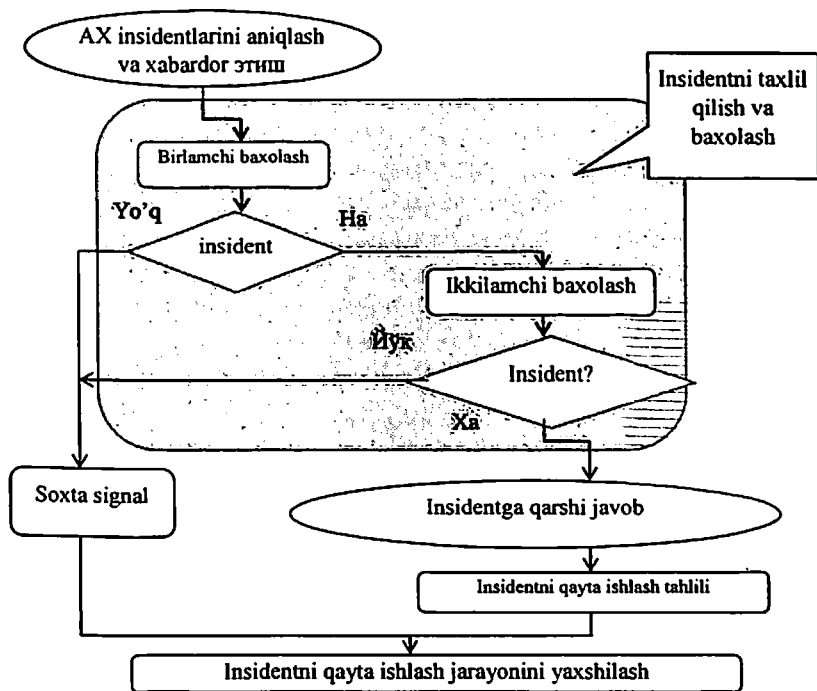 AX insidentlarini aniqlash
va xabardor этиш
Insidentni taxlil
qilish va
baxolash
Birlamchi baxolash
Yo'q
Ha
insident
Ikkilamchi baxolash
Йўқ
Insident?
Xa
Soxta signal
Insidentga qarshi javob
Insidentni qayta ishlash tahlili
Insidentni qayta ishlash jarayonini yaxshilash